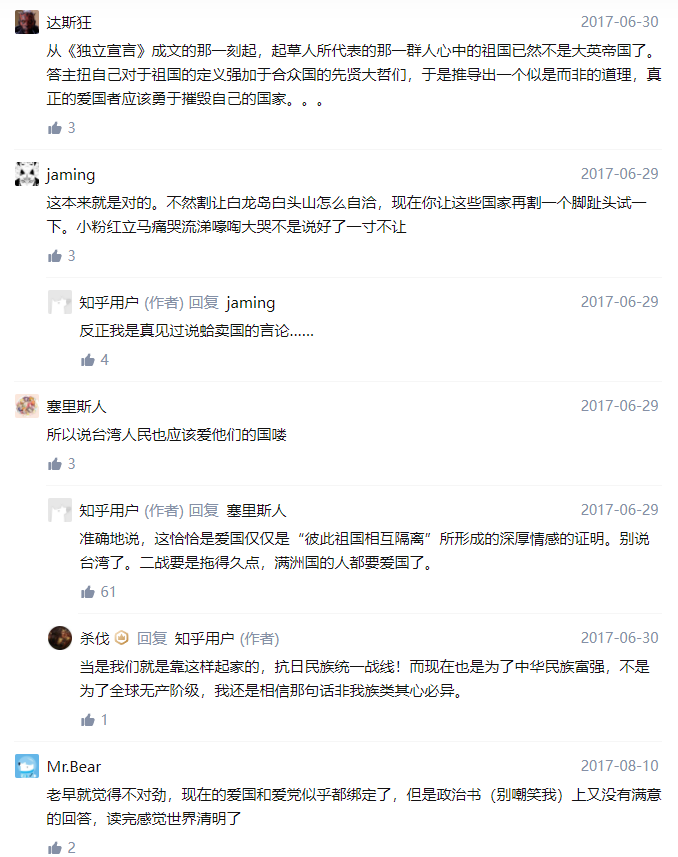 达斯狂 2017-06-30
从《独立宣言》成文的那一刻起，起草人所代表的那一群人心中的祖国已然不是大英帝国了。
答主扭自己对于祖国的定义强加于合众国的先贤大哲们，于是推导出一个似是而非的道理，真
正的爱国者应该勇于摧毁自己的国家。。。
3
jaming 2017-06-29
这本来就是对的。不然割让白龙岛白头山怎么自洽，现在你让这些国家再割一个脚趾头试一
下。小粉红立马痛哭流涕嚎啕大哭不是说好了一寸不让
3
知乎用户 (作者) 回复 jaming 2017-06-29
反正我是真见过说蛤卖国的言论......
4
塞里斯人 2017-06-29
所以说台湾人民也应该爱他们的国喽
3
知乎用户 (作者) 回复 塞里斯人 2017-06-29
准确地说，这恰恰是爱国仅仅是“彼此祖国相互隔离”所形成的深厚情感的证明。别说
台湾了。二战要是拖得久点，满洲国的人都要爱国了。
61
杀伐 回复 知乎用户 (作者) 2017-06-30
当是我们就是靠这样起家的，抗日民族统一战线！而现在也是为了中华民族富强，不是
为了全球无产阶级，我还是相信那句话非我族类其心必异。
1
Mr.Bear 2017-08-10
老早就觉得不对劲，现在的爱国和爱党似乎都绑定了，但是政治书（别嘲笑我）上又没有满意
的回答，读完感觉世界清明了
2